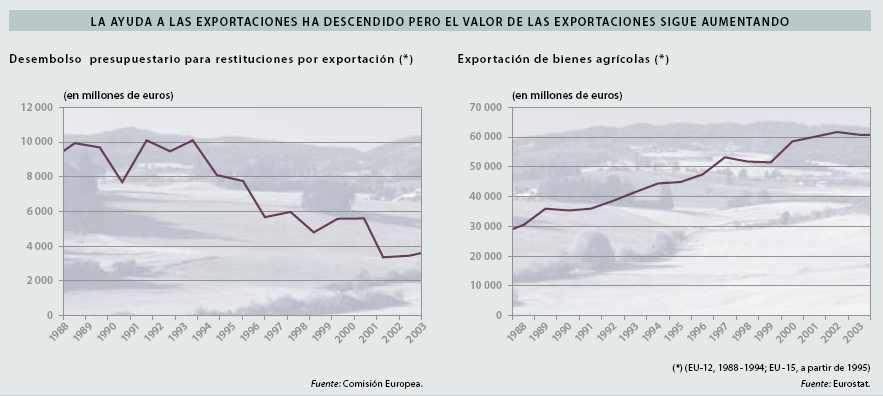 LA AYUDA A LAS EXPORTACIONES HA DESCENDIDO PERO EL VALOR DE LAS EXPORTACIONES SIGUE AUMENTANDO
Desembolso presupuestario para restituciones por exportación (*)
(en millones de euros)
12 000
10 000
8 000
6 000
4 000
2 000
0
1988 1989 1990 1991 1992 1993 1994 1995 1996 1997 1998 1999 2000 2001 2002 2003
Fuente: Comisión Europea.
Exportación de bienes agrícolas (*)
(en millones de euros)
70 000
60 000
50 000
40 000
30 000
20 000
10 000
0
1988 1989 1990 1991 1992 1993 1994 1995 1996 1997 1998 1999 2000 2001 2002 2003
(*) (EU-12, 1988-1994; EU-15, a partir de 1995)
Fuente: Eurostat.